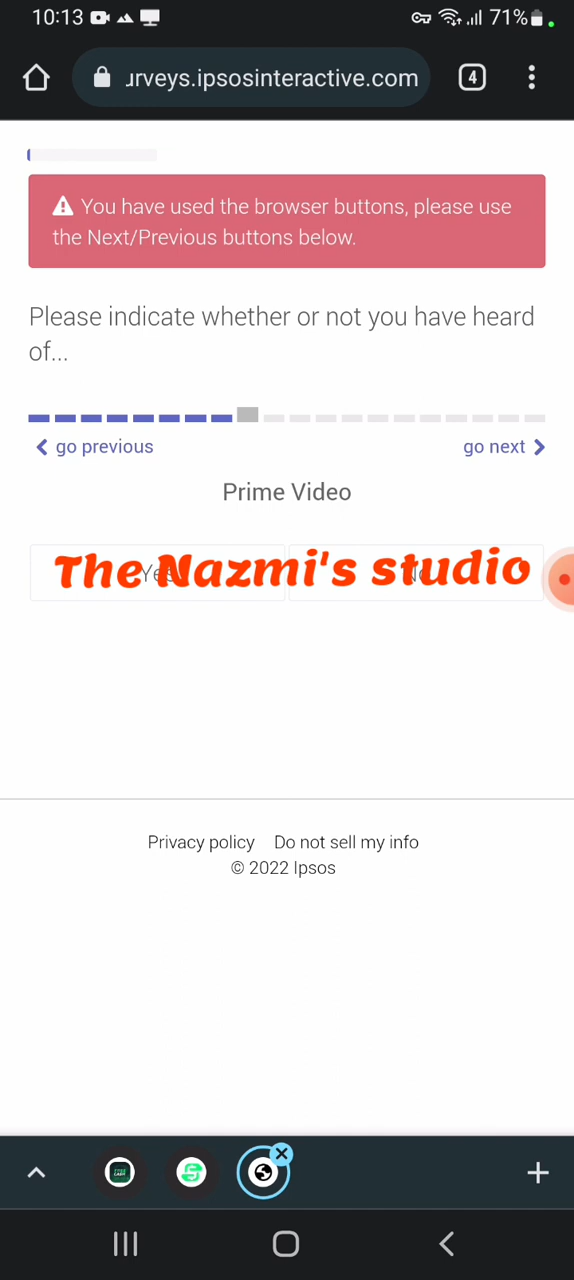 10:13
71%
urveys.ipsosinteractive.com
4
You have used the browser buttons, please use
the Next/Previous buttons below.
Please indicate whether or not you have heard
of...
go previous
go next
Prime Video
Yes
No
The Nazmi's studio
Privacy policy Do not sell my info
© 2022 Ipsos